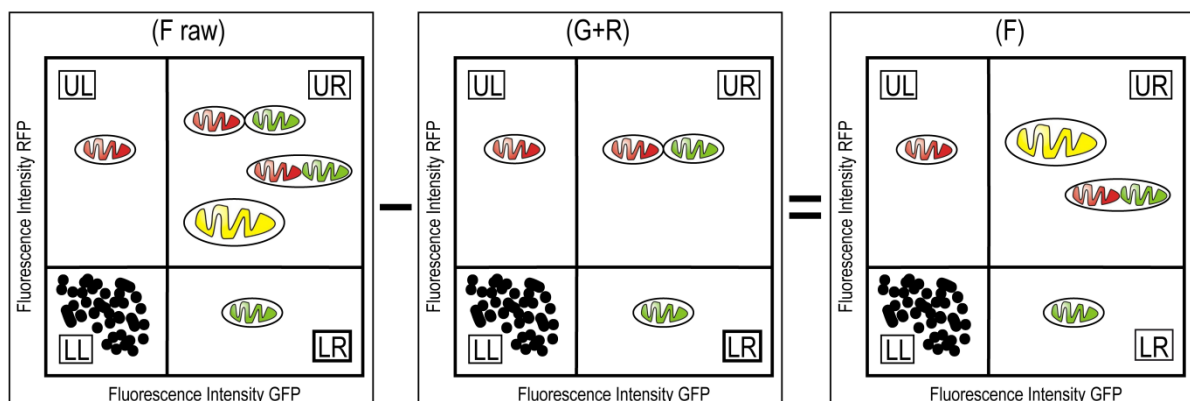 (F raw)
UL
UR
LL
LR
Fluorescence Intensity RFP
Fluorescence Intensity GFP
(G+R)
UL
UR
LL
LR
Fluorescence Intensity RFP
Fluorescence Intensity GFP
(F)
UL
UR
LL
LR
Fluorescence Intensity RFP
Fluorescence Intensity GFP